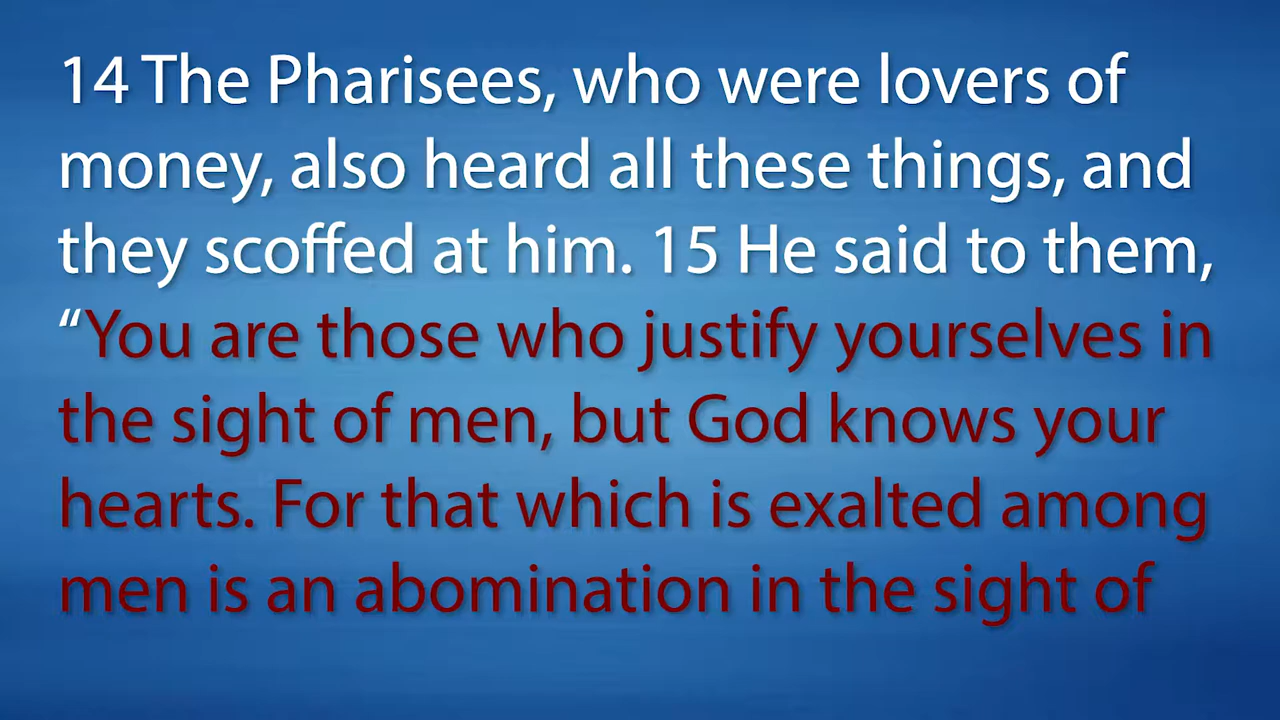 14 The Pharisees, who were lovers of
money, also heard all these things, and
they scoffed at him. 15 He said to them,
“You are those who justify yourselves in
the sight of men, but God knows your
hearts. For that which is exalted among
men is an abomination in the sight of